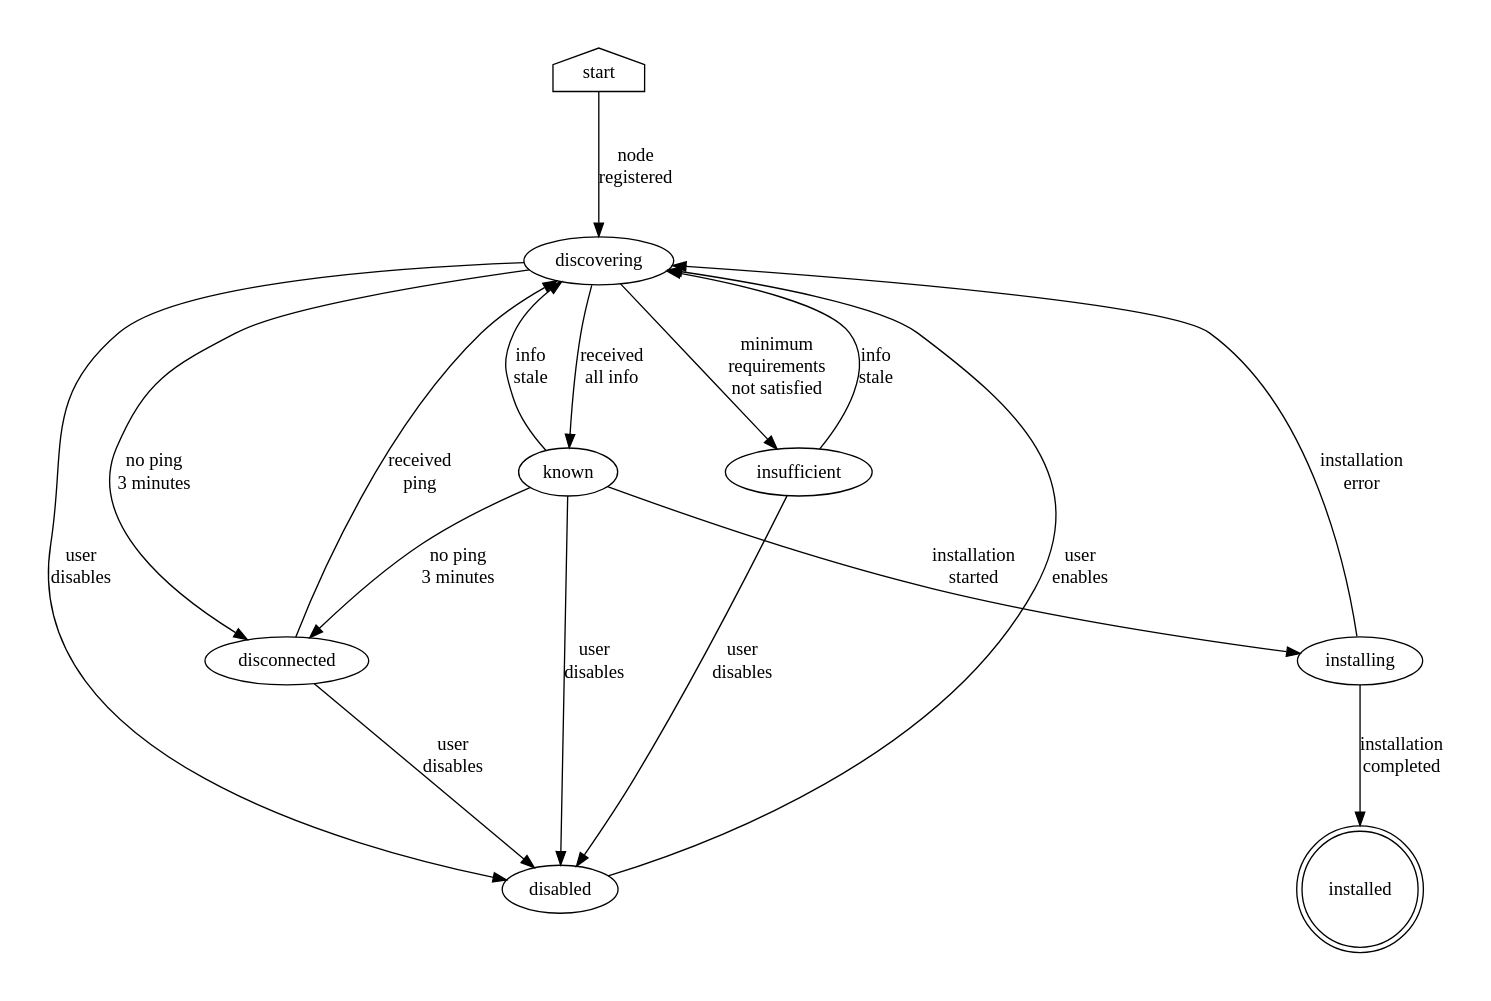 start
node
registered
discovering
minimum
requirements
not satisfied
info
stale
received
all info
info
stale
no ping
3 minutes
received
ping
installation
error
known
insufficient
user
disables
no ping
3 minutes
installation
started
user
enables
user
disables
user
disables
disconnected
installing
user
disables
installation
completed
disabled
installed